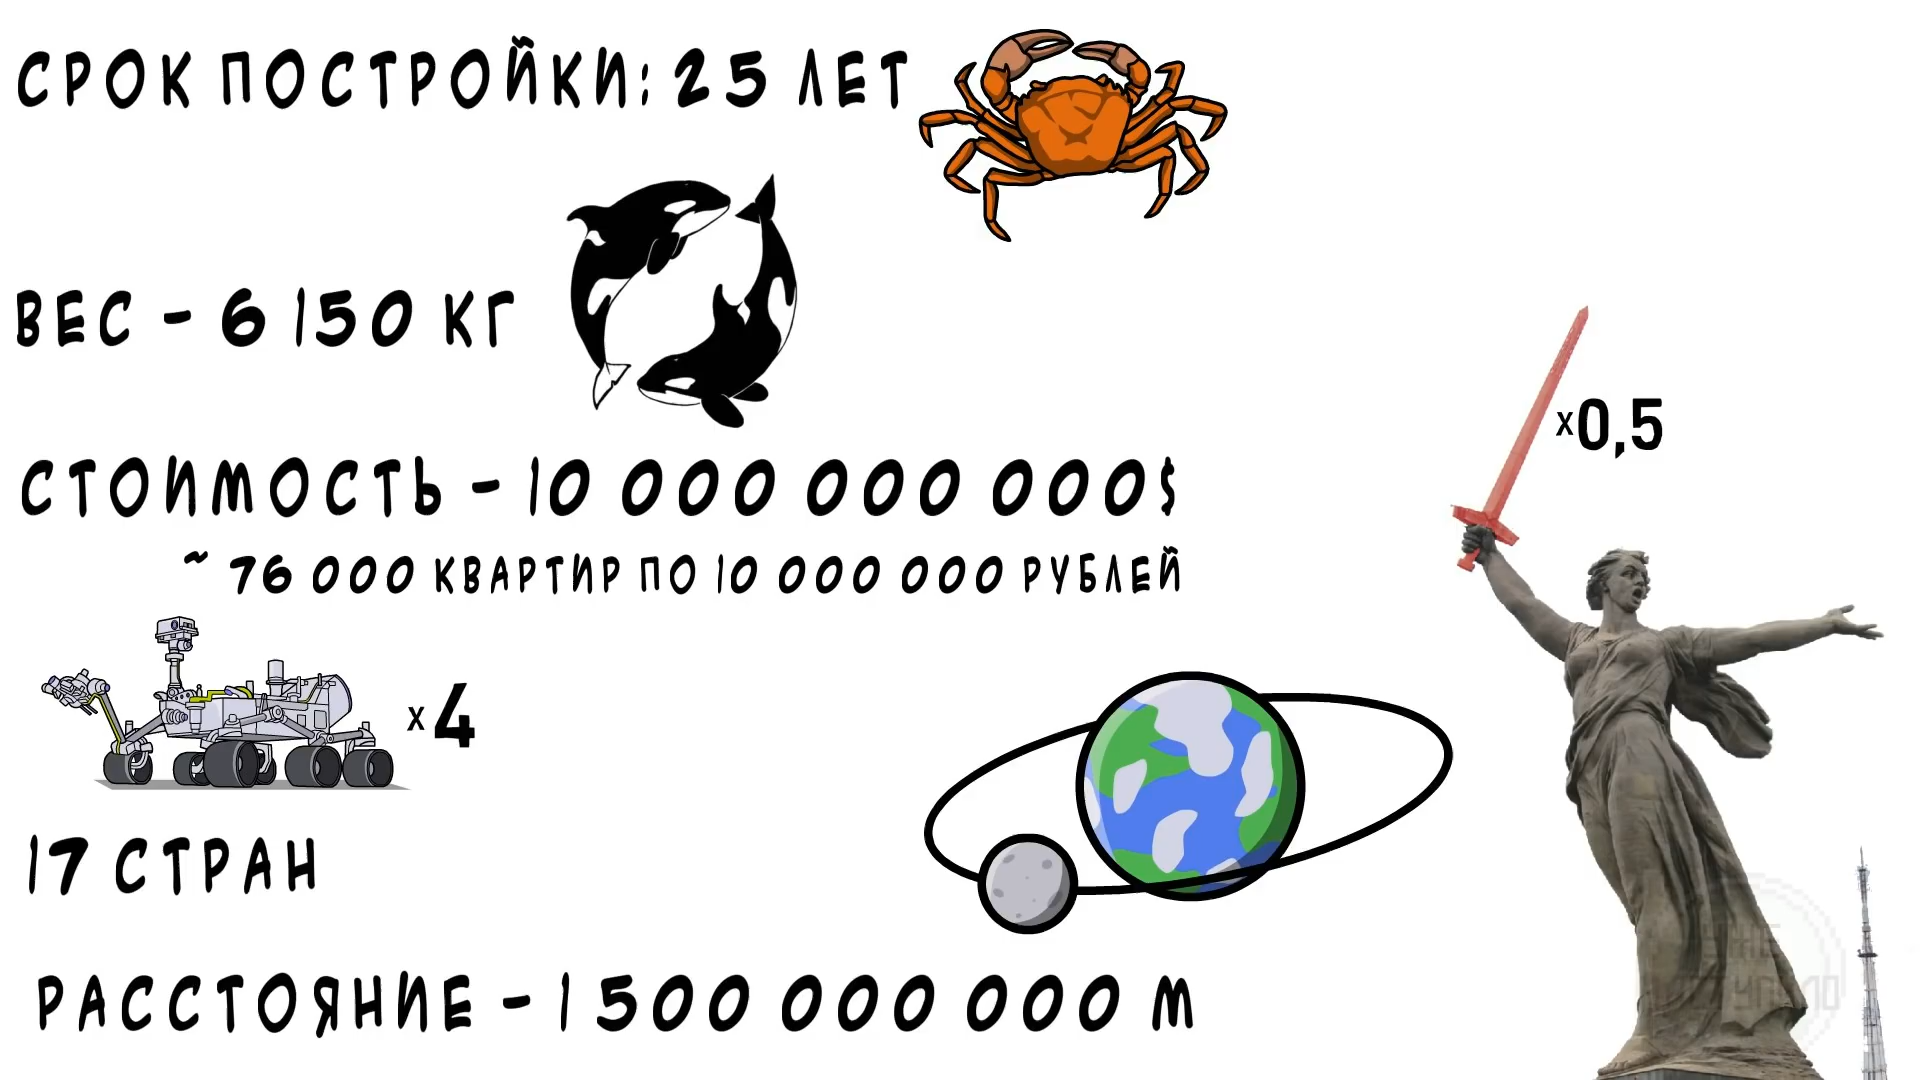 СРОК ПОСТРОЙКИ: 25 ЛЕТ
ВЕС - 6 150 КГ
x0,5
СТОИМОСТЬ - 10 000 000 000$
~ 76 000 КВАРТИР ПО 10 000 000 РУБЛЕЙ
x4
17 СТРАН
РАССТОЯНИЕ - 1 500 000 000 М